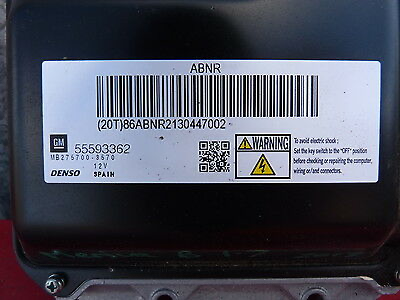 ABNR
(20T)86ABNR2130447002
GM
55593362
MB275700-3570
12V
DENSO SPAIN
WARNING
To avoid electric shock ;
Set the key switch to the "OFF" position
before checking or repairing the computer,
wiring or/and connectors.